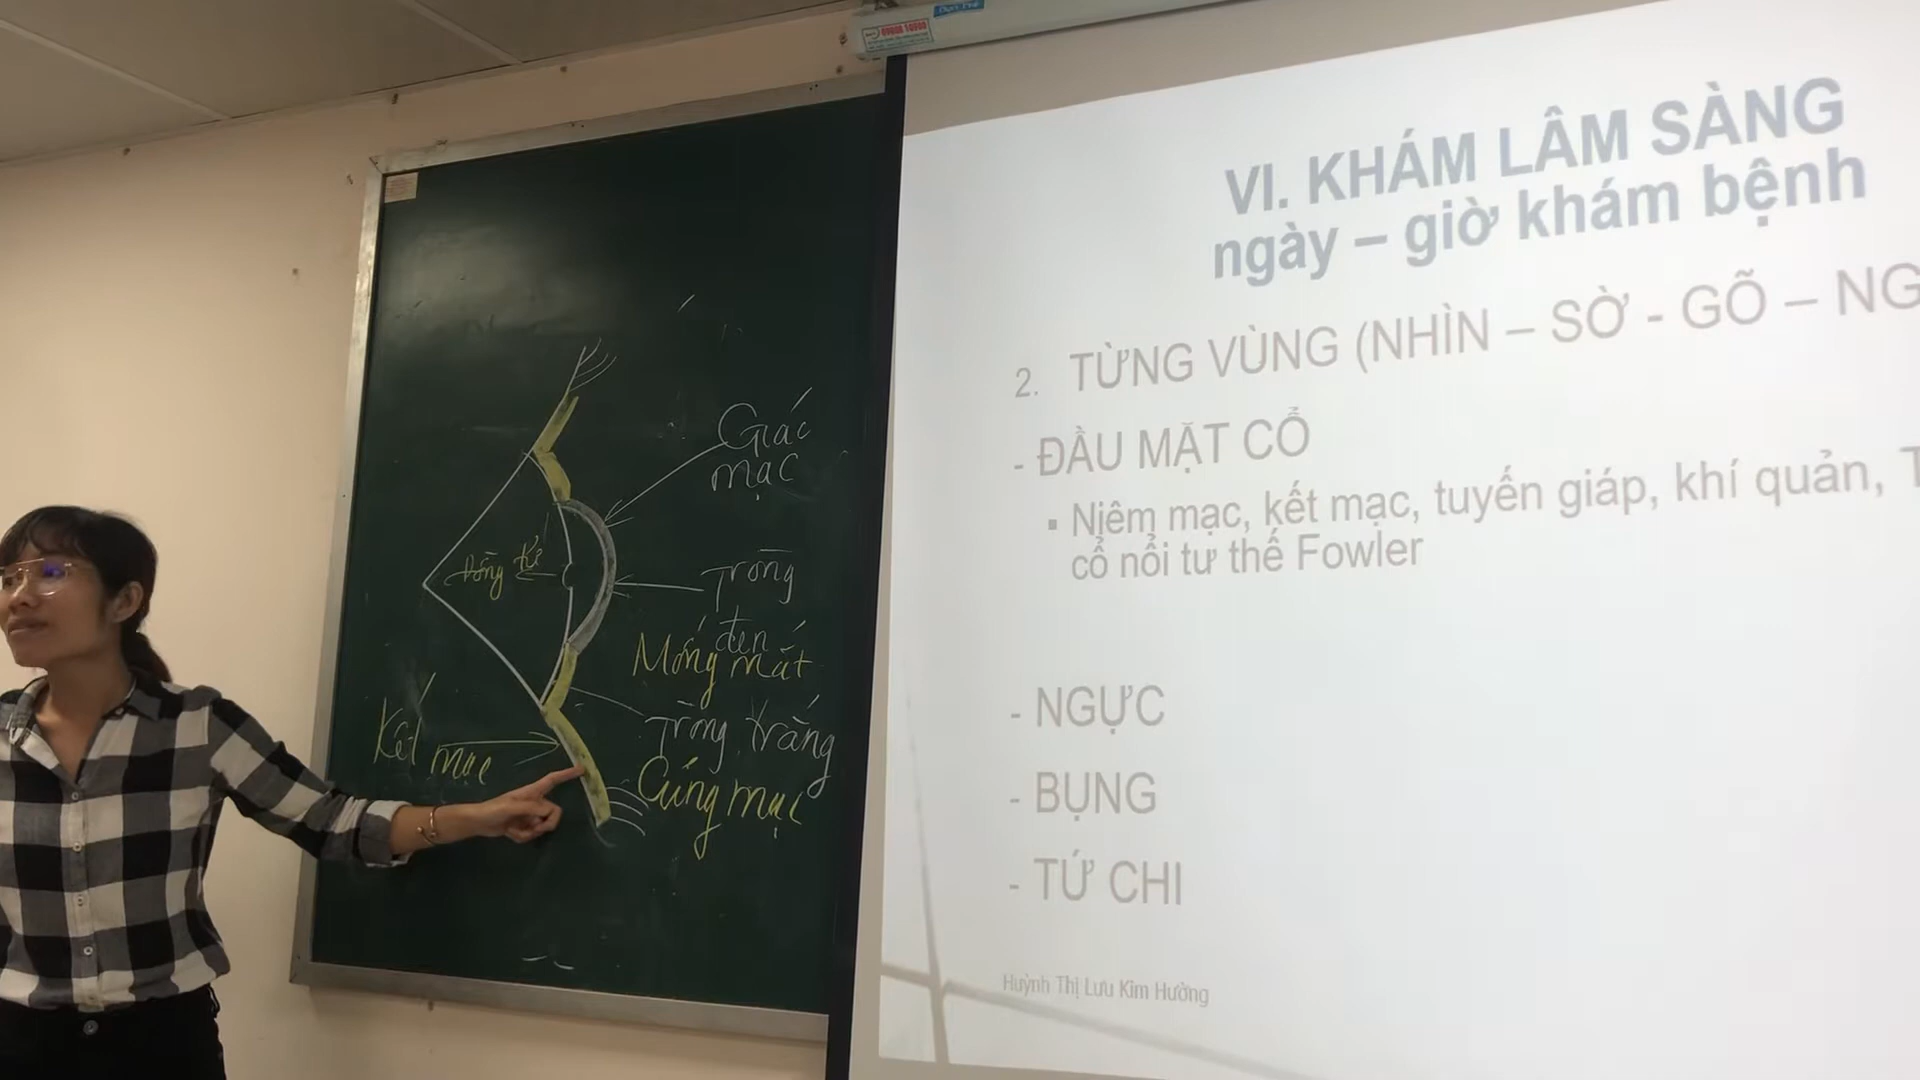 Giác
mạc
Đồng tử
Tròng
đen
Mống mắt
Kết mạc
Tròng trắng
Củng mạc
VI. KHÁM LÂM SÀNG
ngày – giờ khám bệnh
2. TỪNG VÙNG (NHÌN – SỜ - GÕ – NG
- ĐẦU MẶT CỔ
▪ Niêm mạc, kết mạc, tuyến giáp, khí quản, T
cổ nổi tư thế Fowler
- NGỰC
- BỤNG
- TỨ CHI
Huỳnh Thị Lưu Kim Hường